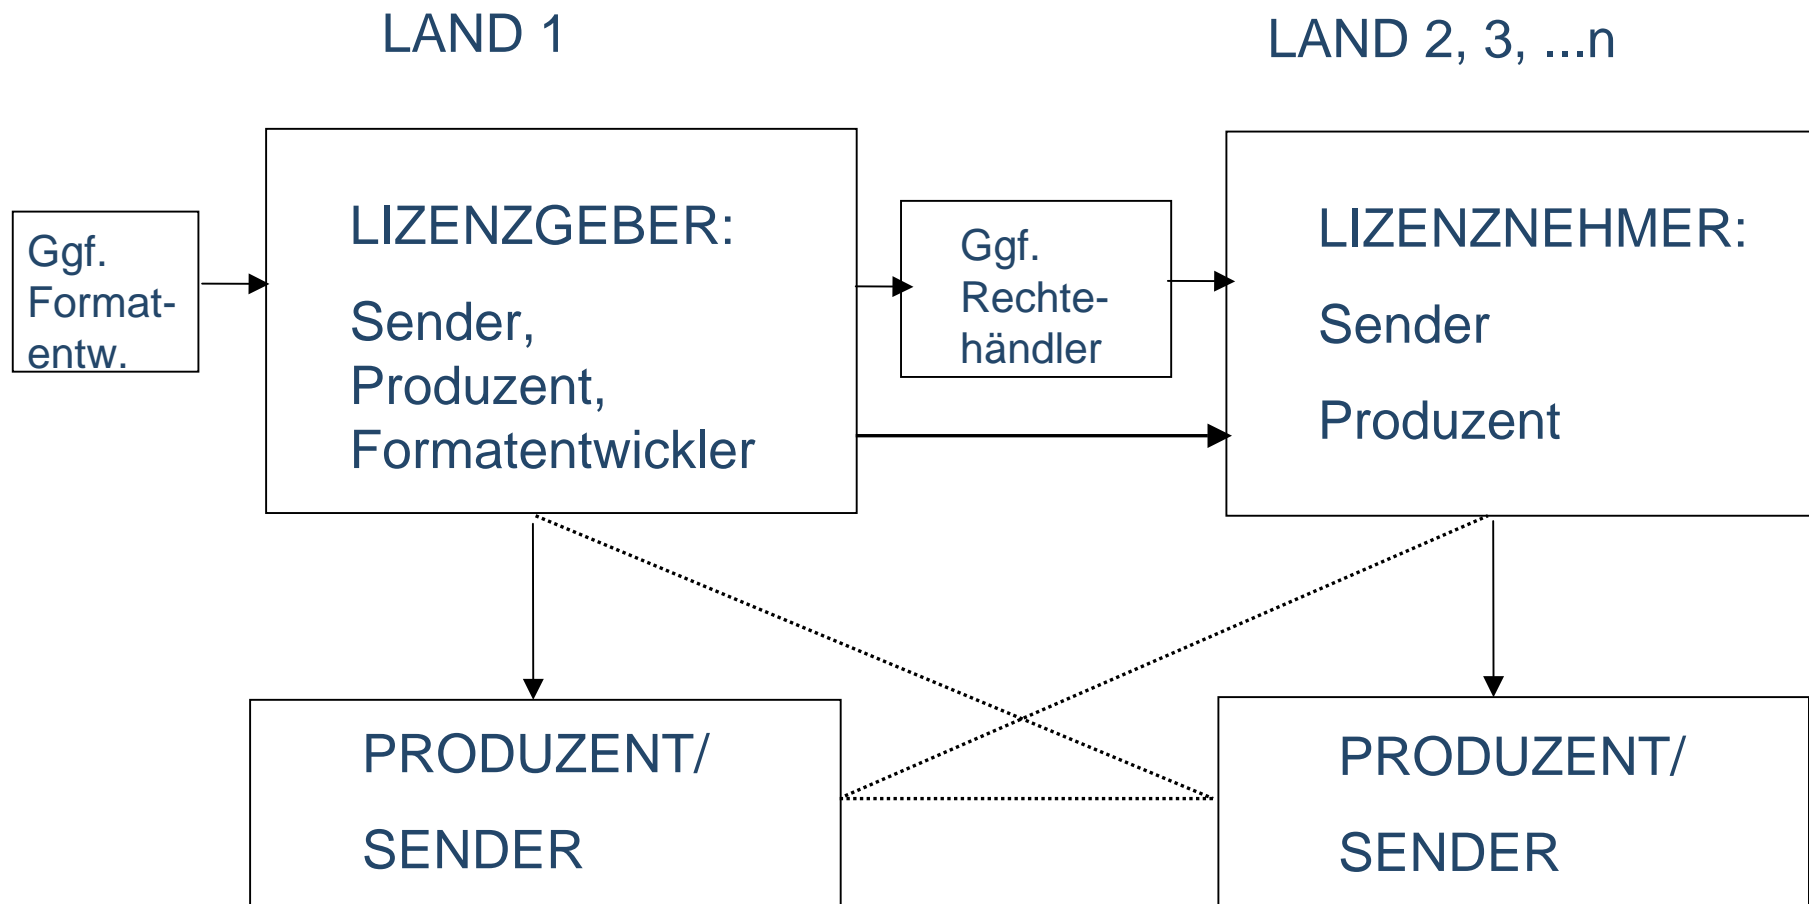 LAND 1
LAND 2, 3, ...n
Ggf.
Format-
entw.
LIZENZGEBER:
Sender,
Produzent,
Formatentwickler
Ggf.
Rechte-
händler
LIZENZNEHMER:
Sender
Produzent
PRODUZENT/
SENDER
PRODUZENT/
SENDER